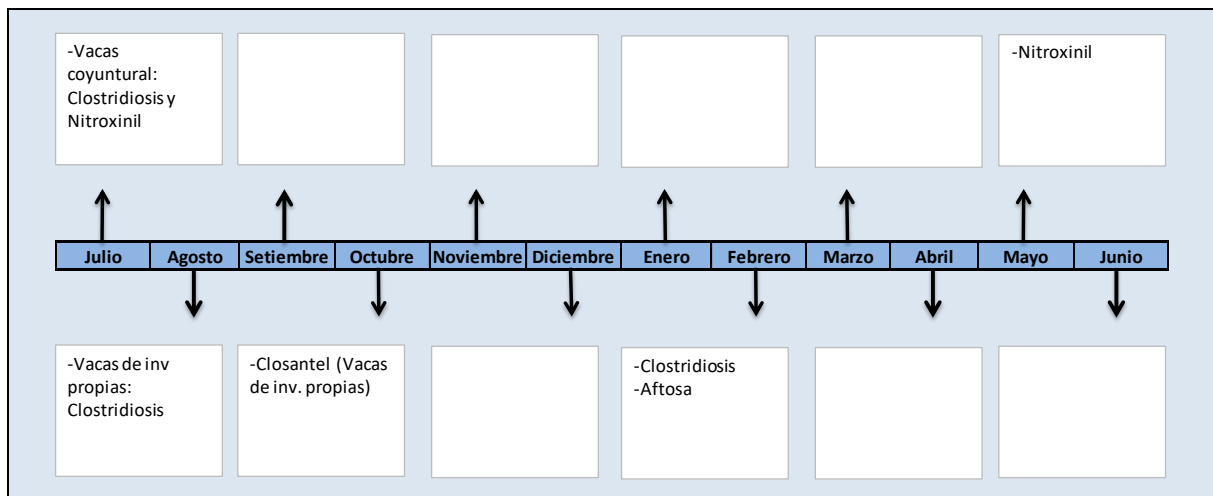 -Vacas
coyuntural:
Clostridiosis y
Nitroxinil
-Nitroxinil
Julio Agosto Setiembre Octubre Noviembre Diciembre Enero Febrero Marzo Abril Mayo Junio
-Vacas de inv
propias:
Clostridiosis
-Closantel (Vacas
de inv. propias)
-Clostridiosis
-Aftosa